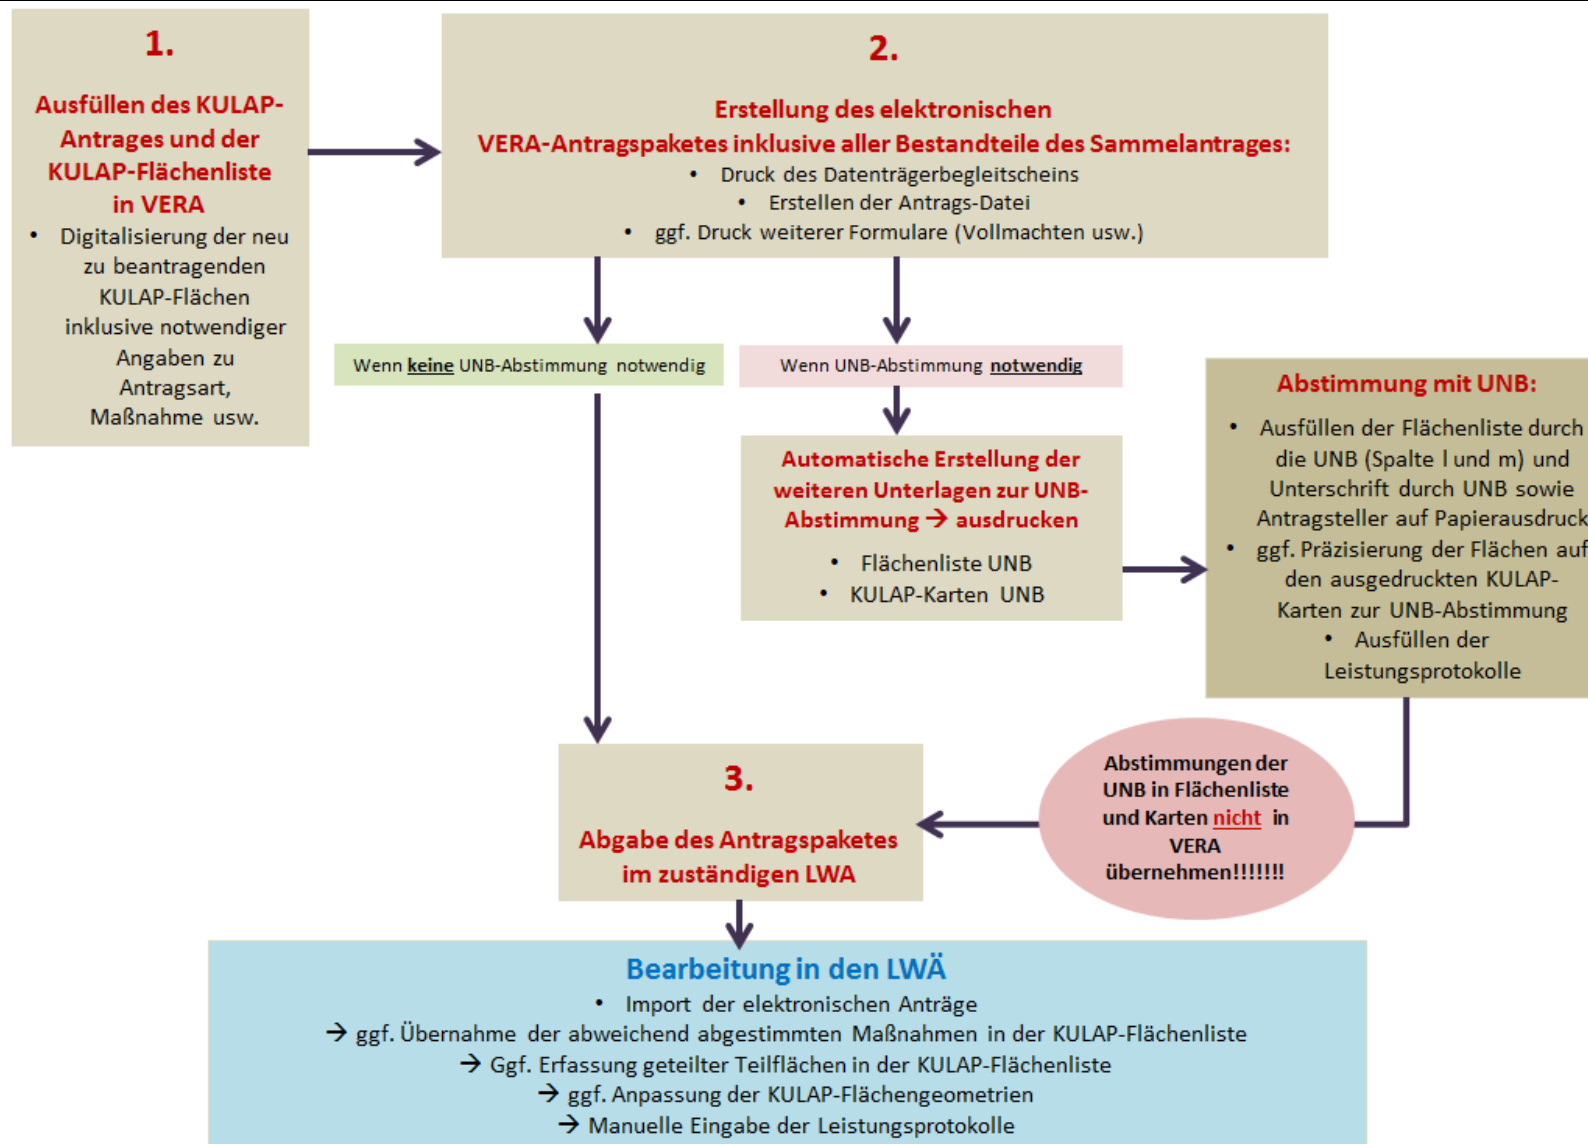 1.
Ausfüllen des KULAP-
Antrages und der
KULAP-Flächenliste
in VERA
• Digitalisierung der neu
zu beantragenden
KULAP-Flächen
inklusive notwendiger
Angaben zu
Antragsart,
Maßnahme usw.
2.
Erstellung des elektronischen
VERA-Antragspaketes inklusive aller Bestandteile des Sammelantrages:
• Druck des Datenträgerbegleitscheins
• Erstellen der Antrags-Datei
• ggf. Druck weiterer Formulare (Vollmachten usw.)
Wenn keine UNB-Abstimmung notwendig
Wenn UNB-Abstimmung notwendig
Automatische Erstellung der
weiteren Unterlagen zur UNB-
Abstimmung → ausdrucken
• Flächenliste UNB
• KULAP-Karten UNB
Abstimmung mit UNB:
• Ausfüllen der Flächenliste durch
die UNB (Spalte l und m) und
Unterschrift durch UNB sowie
Antragsteller auf Papierausdruck
• ggf. Präzisierung der Flächen auf
den ausgedruckten KULAP-
Karten zur UNB-Abstimmung
• Ausfüllen der
Leistungsprotokolle
Abstimmungen der
UNB in Flächenliste
und Karten nicht in
VERA
übernehmen!!!!!!!
3.
Abgabe des Antragspaketes
im zuständigen LWA
Bearbeitung in den LWÄ
• Import der elektronischen Anträge
→ ggf. Übernahme der abweichend abgestimmten Maßnahmen in der KULAP-Flächenliste
→ Ggf. Erfassung geteilter Teilflächen in der KULAP-Flächenliste
→ ggf. Anpassung der KULAP-Flächengeometrien
→ Manuelle Eingabe der Leistungsprotokolle